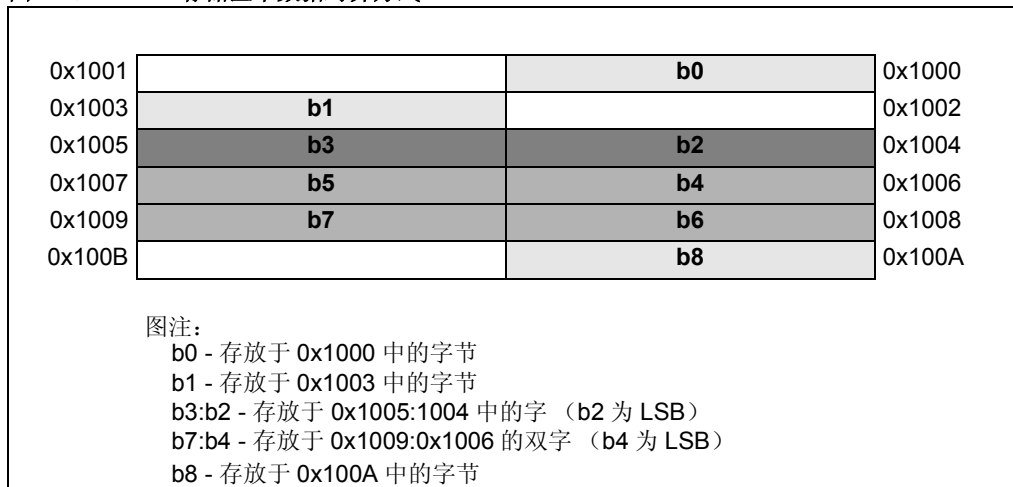 0x1001 b0 0x1000
0x1003 b1 0x1002
0x1005 b3 b2 0x1004
0x1007 b5 b4 0x1006
0x1009 b7 b6 0x1008
0x100B b8 0x100A
图注：
b0 - 存放于 0x1000 中的字节
b1 - 存放于 0x1003 中的字节
b3:b2 - 存放于 0x1005:1004 中的字 （b2 为 LSB）
b7:b4 - 存放于 0x1009:0x1006 的双字 （b4 为 LSB）
b8 - 存放于 0x100A 中的字节